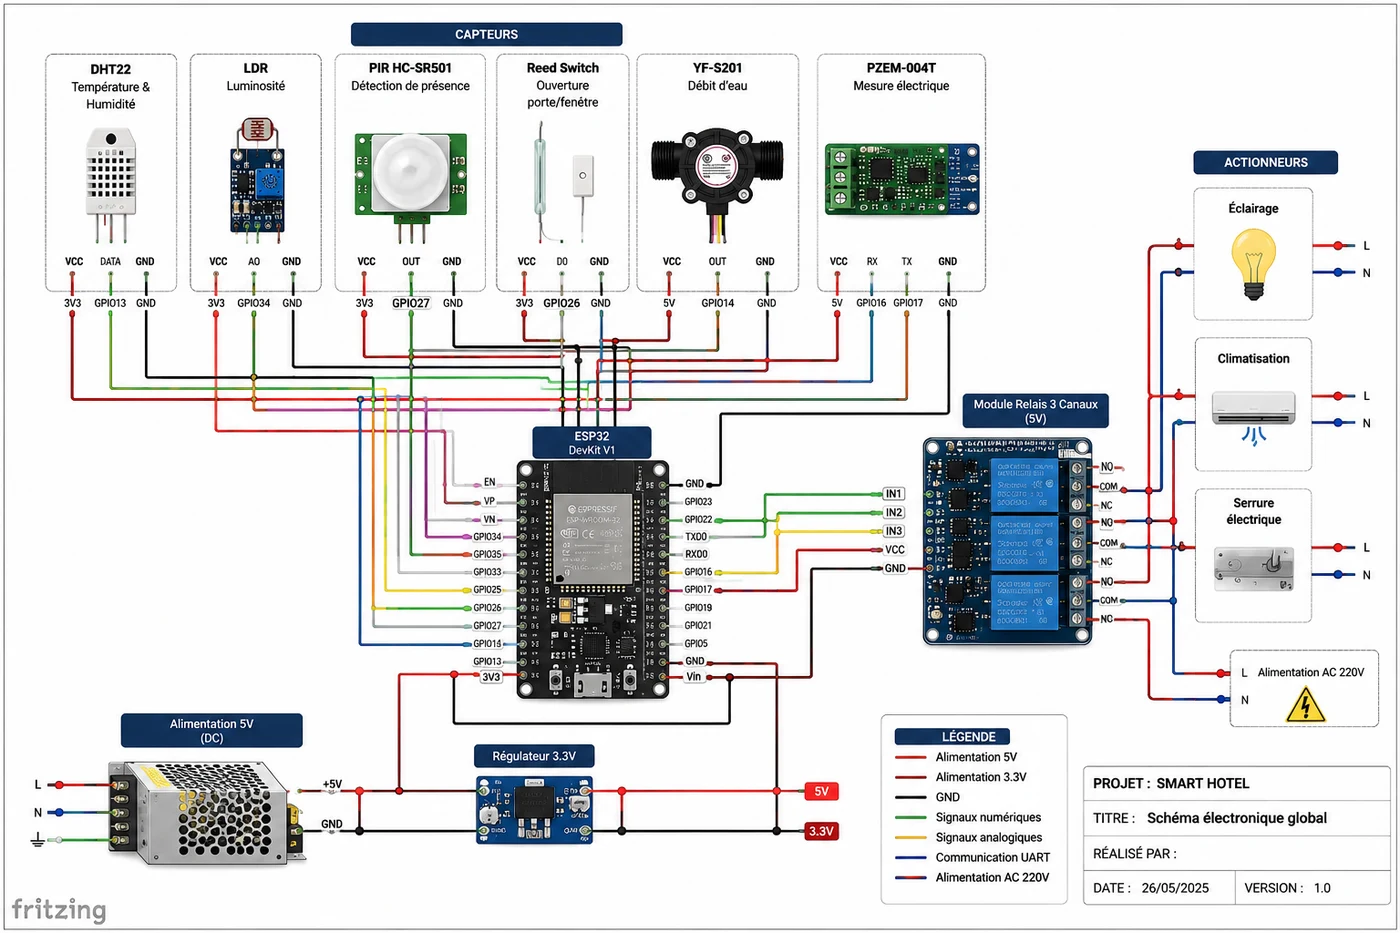 CAPTEURS
DHT22
Température &
Humidité
LDR
Luminosité
PIR HC-SR501
Détection de présence
Reed Switch
Ouverture
porte/fenêtre
YF-S201
Débit d'eau
PZEM-004T
Mesure électrique
VCC DATA GND
VCC AO GND
VCC OUT GND
VCC DO GND
VCC OUT GND
VCC RX TX GND
3V3 GPIO13 GND
3V3 GPIO34 GND
3V3 GPIO27 GND
3V3 GPIO26 GND
5V GPIO14 GND
5V GPIO16 GPIO17 GND
ACTIONNEURS
Éclairage
L
N
Climatisation
L
N
Serrure
électrique
L
N
L Alimentation AC 220V
N
Module Relais 3 Canaux
(5V)
NO
COM
NC
NO
COM
NC
NO
COM
NO
IN1
IN2
IN3
VCC
GND
ESP32
DevKit V1
EN
VP
VN
GPIO34
GPIO35
GPIO33
GPIO25
GPIO26
GPIO27
GPIO14
GPIO13
3V3
GND
GPIO23
GPIO22
TXD0
RXD0
GPIO16
GPIO17
GPIO19
GPIO21
GPIO5
GND
Vin
Alimentation 5V
(DC)
L
N
+5V
GND
Régulateur 3.3V
5V
3.3V
LÉGENDE
Alimentation 5V
Alimentation 3.3V
GND
Signaux numériques
Signaux analogiques
Communication UART
Alimentation AC 220V
PROJET : SMART HOTEL
TITRE : Schéma électronique global
RÉALISÉ PAR :
DATE : 26/05/2025 VERSION : 1.0
fritzing